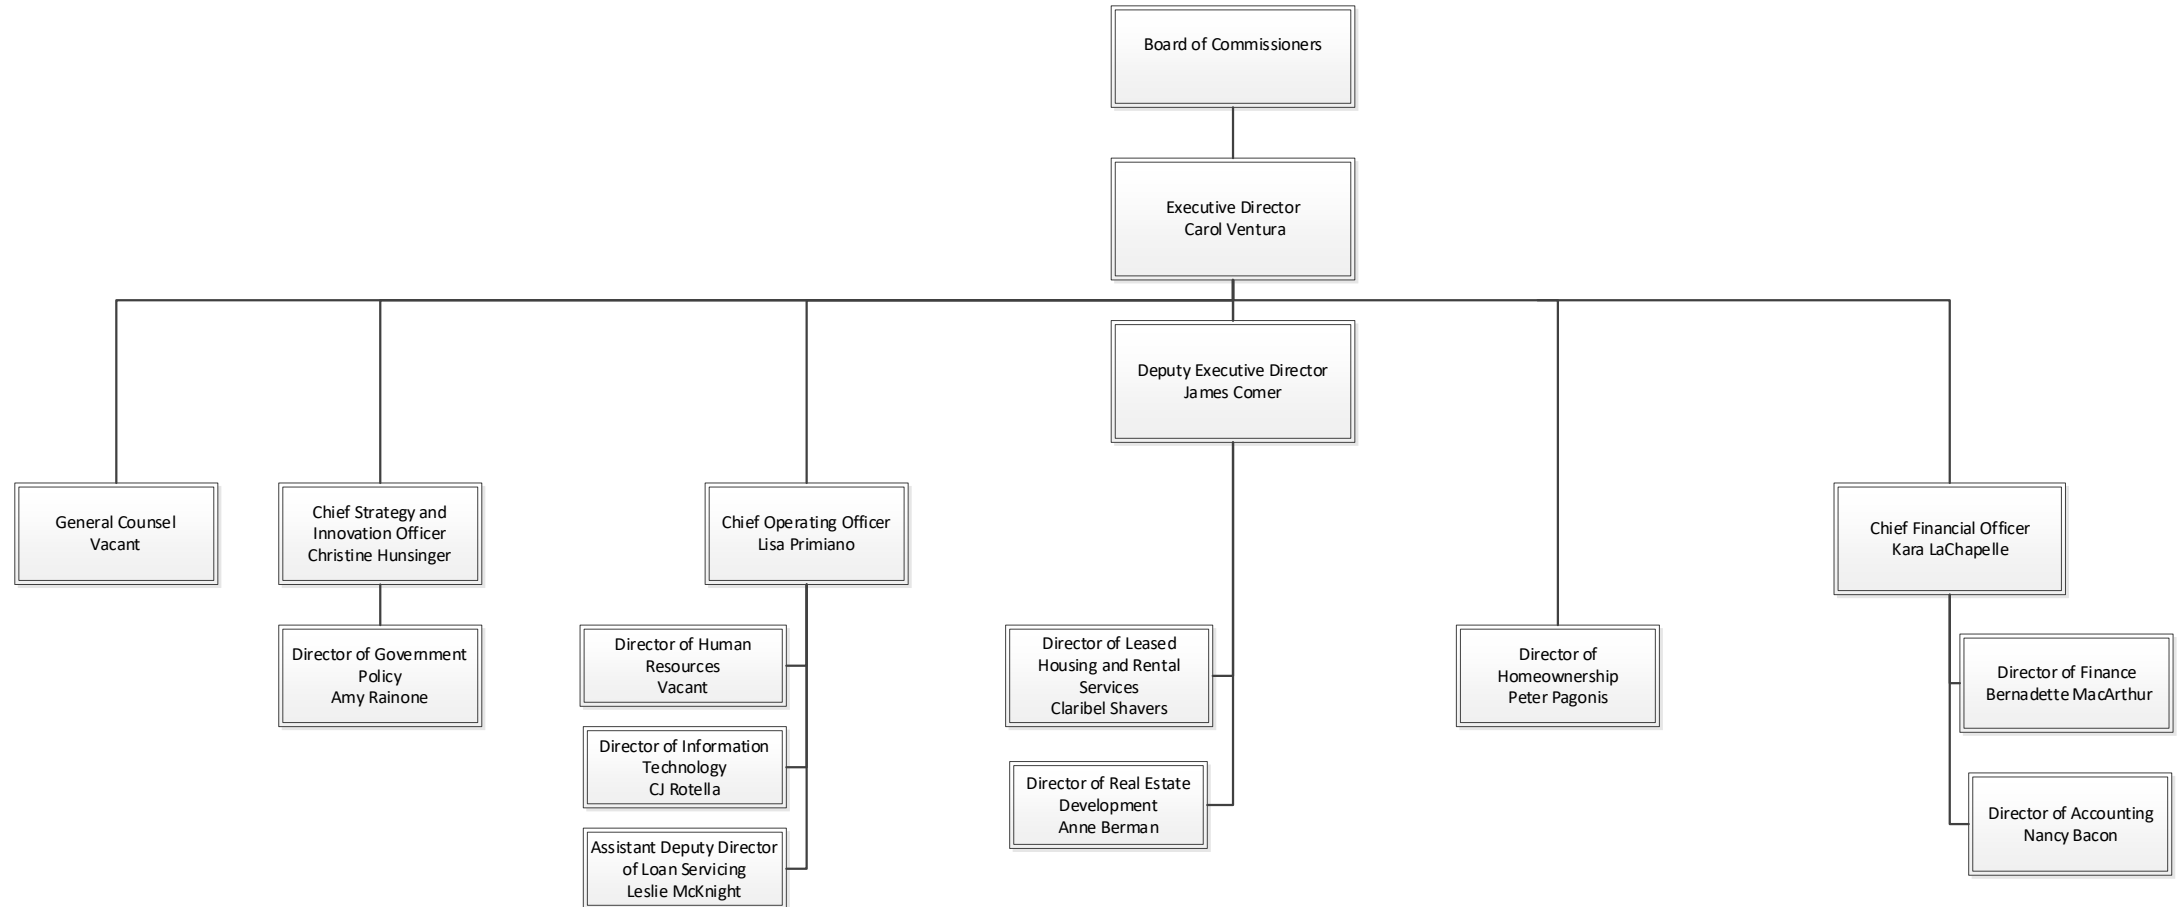 Board of Commissioners
Executive Director
Carol Ventura
Deputy Executive Director
James Comer
General Counsel
Vacant
Chief Strategy and
Innovation Officer
Christine Hunsinger
Chief Operating Officer
Lisa Primiano
Chief Financial Officer
Kara LaChapelle
Director of Government
Policy
Amy Rainone
Director of Human
Resources
Vacant
Director of Information
Technology
CJ Rotella
Assistant Deputy Director
of Loan Servicing
Leslie McKnight
Director of Leased
Housing and Rental
Services
Claribel Shavers
Director of Real Estate
Development
Anne Berman
Director of
Homeownership
Peter Pagonis
Director of Finance
Bernadette MacArthur
Director of Accounting
Nancy Bacon